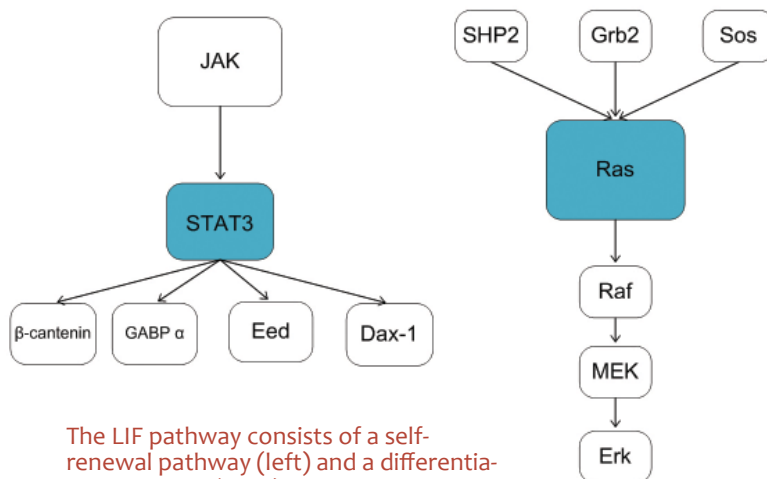 JAK
STAT3
β-cantenin
GABP α
Eed
Dax-1
SHP2
Grb2
Sos
Ras
Raf
MEK
Erk
The LIF pathway consists of a self-
renewal pathway (left) and a differentia-